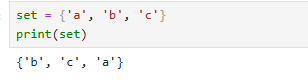 set = {'a', 'b', 'c'}
print(set)
{'b', 'c', 'a'}